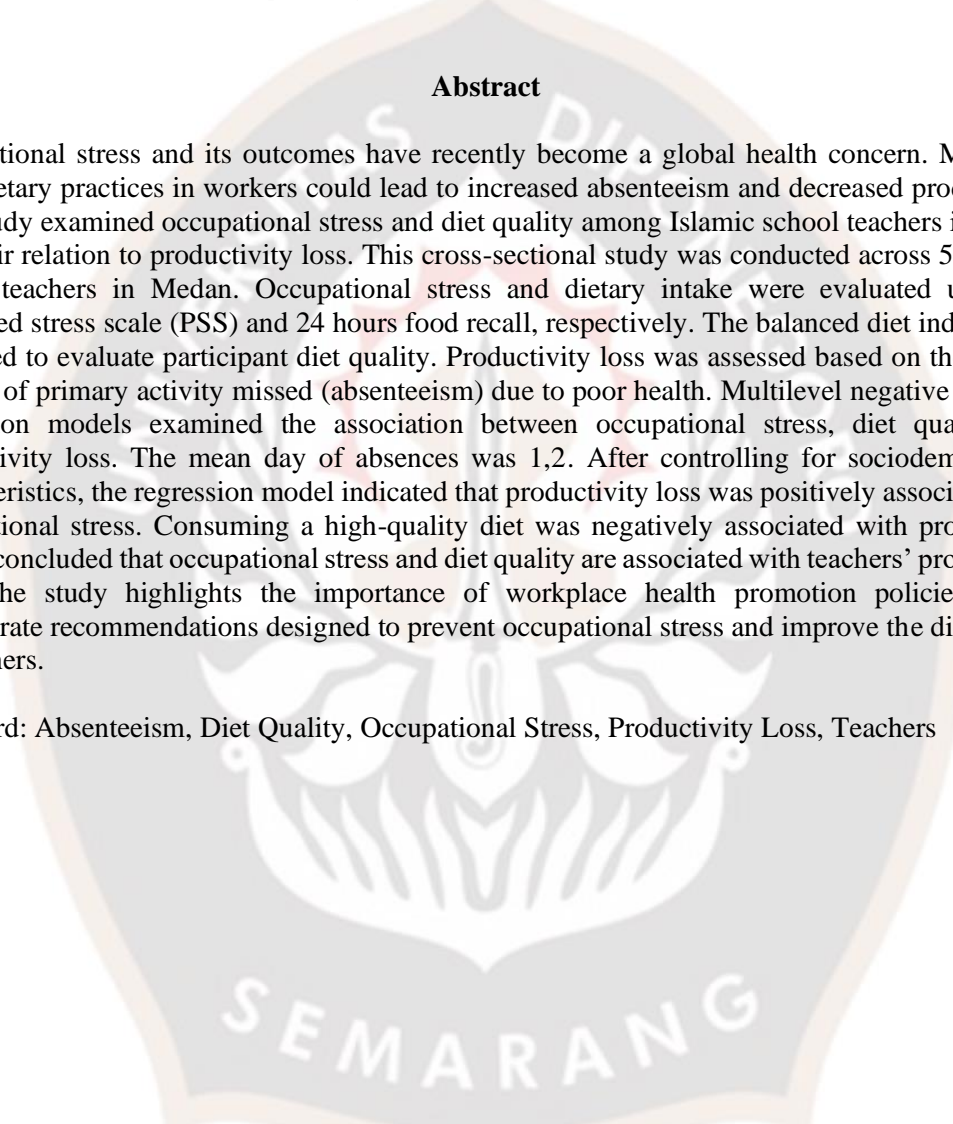 Abstract
tional stress and its outcomes have recently become a global health concern. M
etary practices in workers could lead to increased absenteeism and decreased proc
udy examined occupational stress and diet quality among Islamic school teachers i
ir relation to productivity loss. This cross-sectional study was conducted across 5
teachers in Medan. Occupational stress and dietary intake were evaluated u
ed stress scale (PSS) and 24 hours food recall, respectively. The balanced diet ind
ed to evaluate participant diet quality. Productivity loss was assessed based on th
of primary activity missed (absenteeism) due to poor health. Multilevel negative
on models examined the association between occupational stress, diet qua
ivity loss. The mean day of absences was 1,2. After controlling for sociodem
eristics, the regression model indicated that productivity loss was positively associ
tional stress. Consuming a high-quality diet was negatively associated with pro
concluded that occupational stress and diet quality are associated with teachers’ pro
he study highlights the importance of workplace health promotion policie
rate recommendations designed to prevent occupational stress and improve the di
ners.
rd: Absenteeism, Diet Quality, Occupational Stress, Productivity Loss, Teachers
UNIVERSITAS DIPONEGORO
SEMARANG